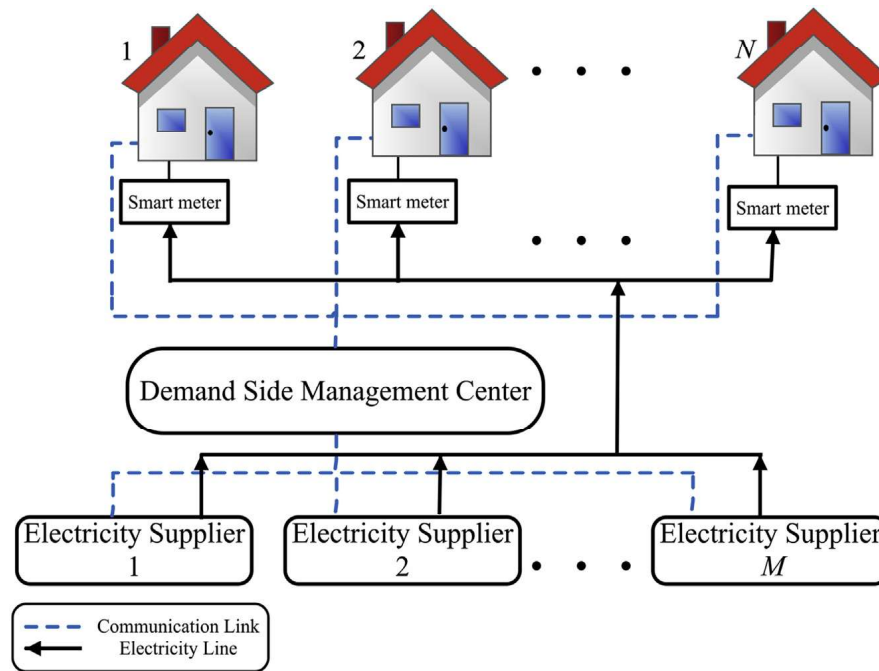 1
2
N
Smart meter
Smart meter
Smart meter
Demand Side Management Center
Electricity Supplier
1
Electricity Supplier
2
Electricity Supplier
M
Communication Link
Electricity Line